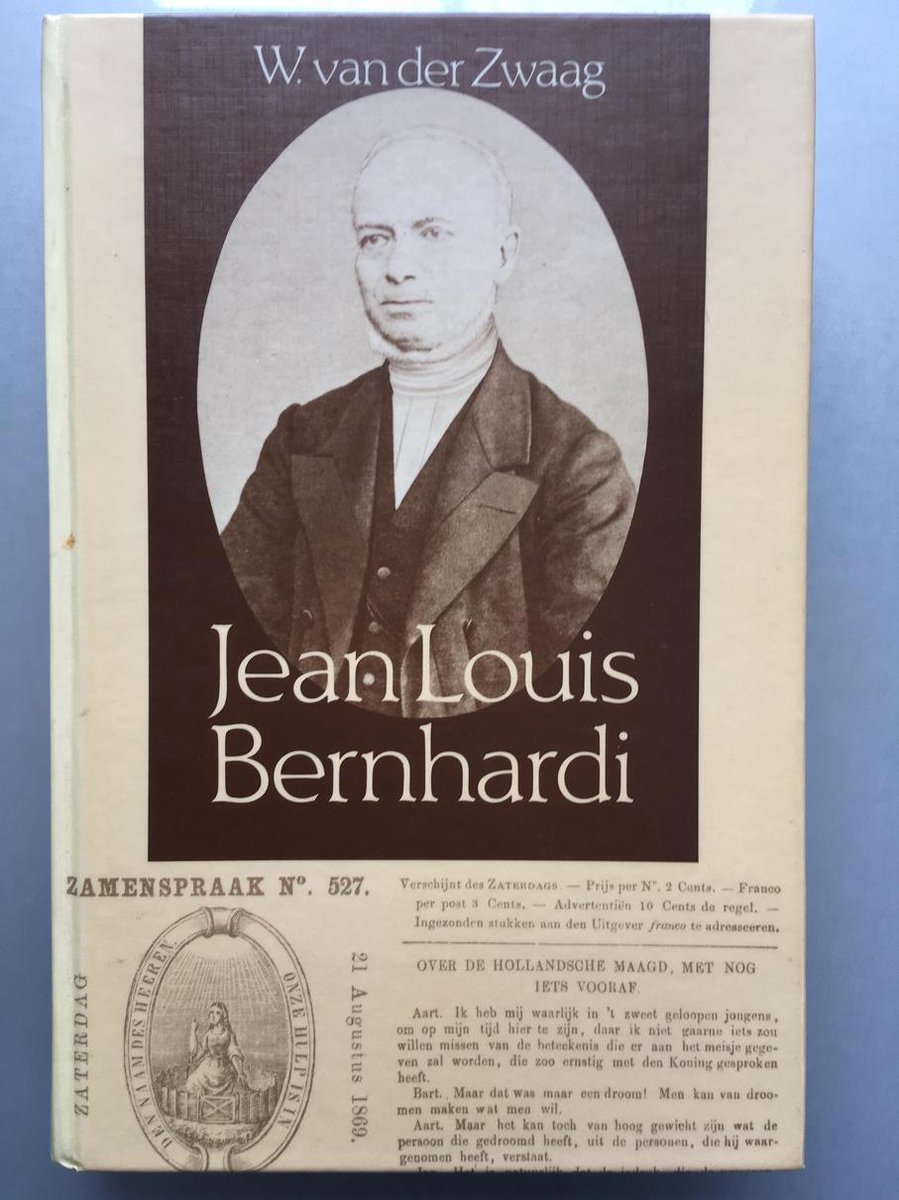 W. van der Zwaag
Jean Louis
Bernhardi
ZAMENSPRAAK Nº. 527.
ZATERDAG
DEN NAAM DES HEEREN.
ONZE HULP IS IN
21 Augustus 1869.
Verschijnt des ZATERDAGS. — Prijs per Nº. 2 Cents. — Franco
per post 3 Cents. — Advertentiën 10 Cents de regel. —
Ingezonden stukken aan den Uitgever franco te adresseeren.
OVER DE HOLLANDSCHE MAAGD, MET NOG
IETS VOORAF.
Aart. Ik heb mij waarlijk in 't zweet geloopen jongens,
om op mijn tijd hier te zijn, daar ik niet gaarne iets zou
willen missen van de beteekenis die er aan het meisje gege-
ven zal worden, die zoo ernstig met den Koning gesproken
heeft.
Bart. Maar dat was maar een droom! Men kan van droo-
men maken wat men wil.
Aart. Maar het kan toch van hoog gewicht zijn wat de
persoon die gedroomd heeft, uit de personen, die hij waar-
genomen heeft, verstaat.